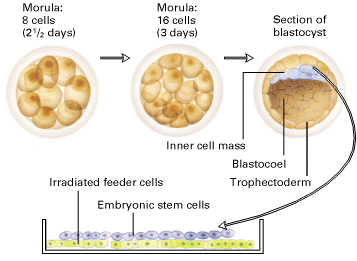 Morula:
8 cells
(2 1/2 days)
Morula:
16 cells
(3 days)
Section of
blastocyst
Inner cell mass
Blastocoel
Trophectoderm
Irradiated feeder cells
Embryonic stem cells